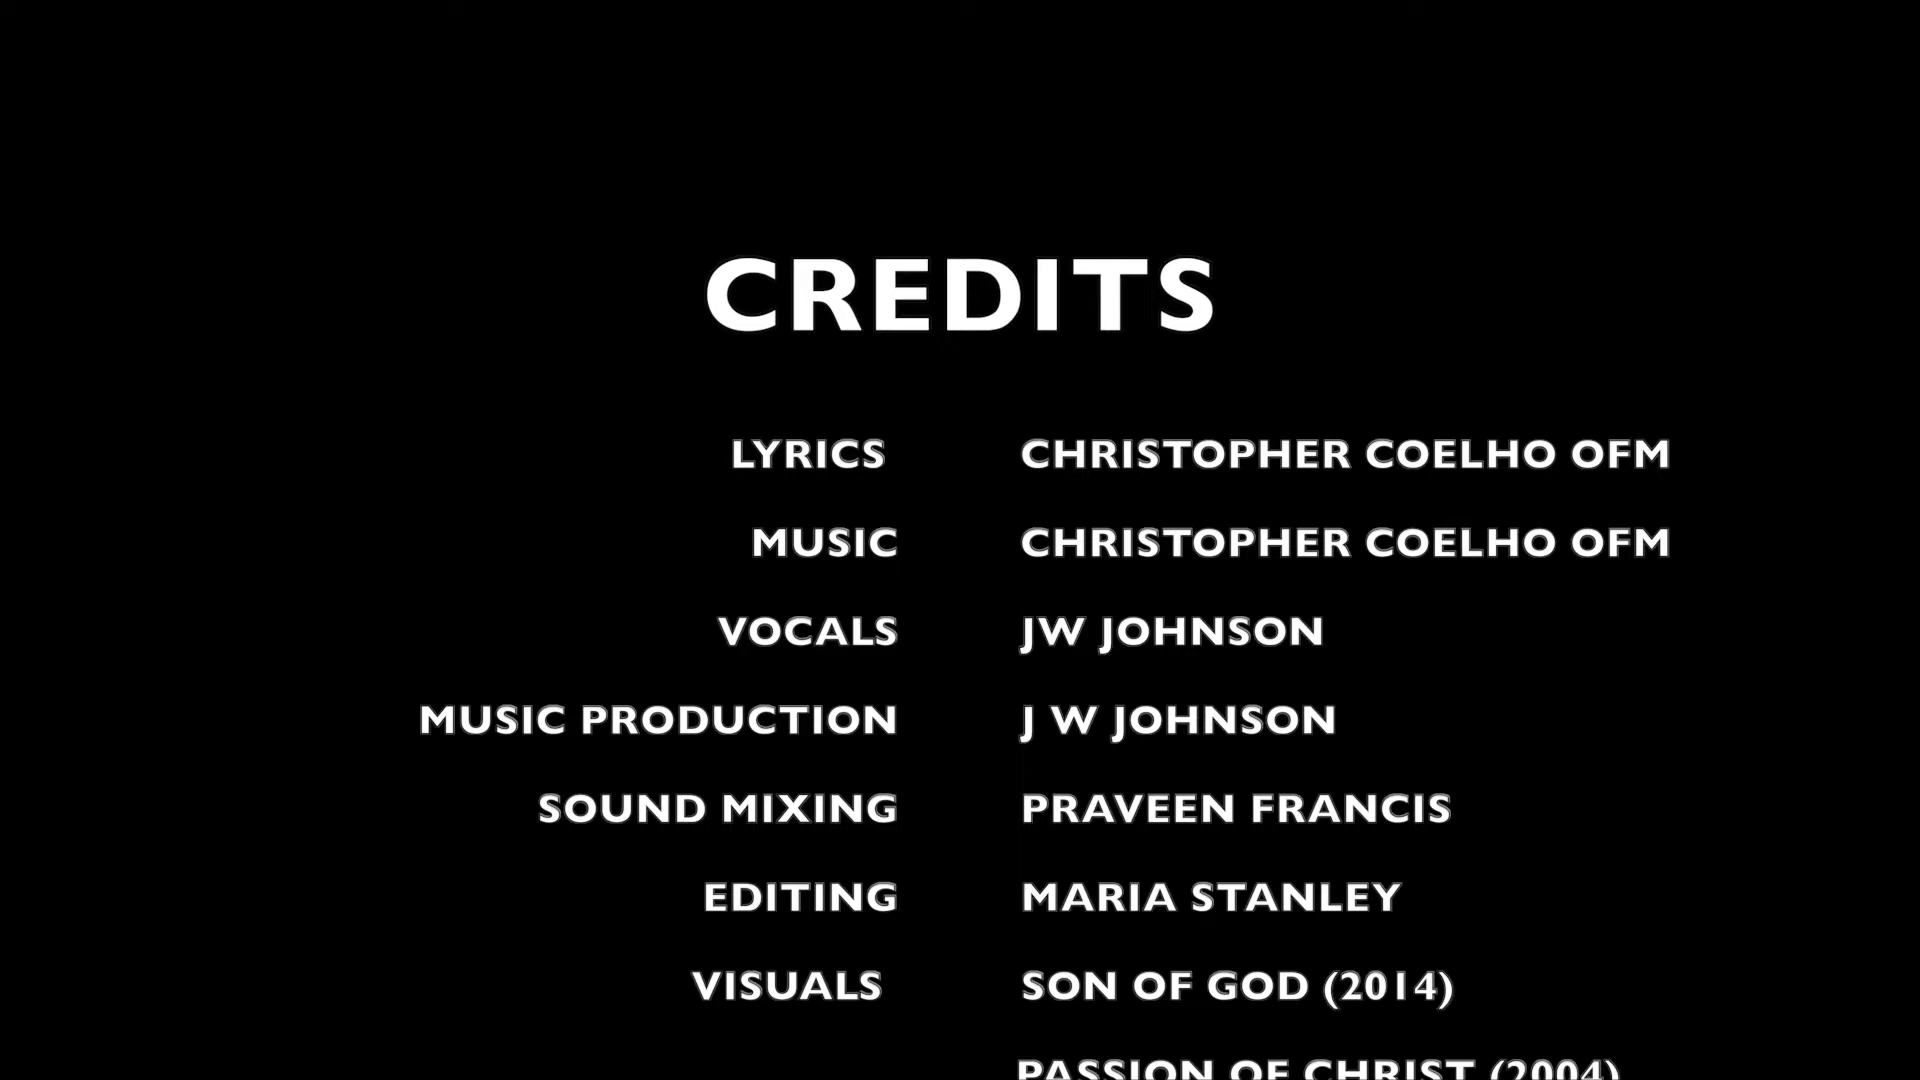 CREDITS
LYRICS CHRISTOPHER COELHO OFM
MUSIC CHRISTOPHER COELHO OFM
VOCALS JW JOHNSON
MUSIC PRODUCTION J W JOHNSON
SOUND MIXING PRAVEEN FRANCIS
EDITING MARIA STANLEY
VISUALS SON OF GOD (2014)
PASSION OF CHRIST (2004)